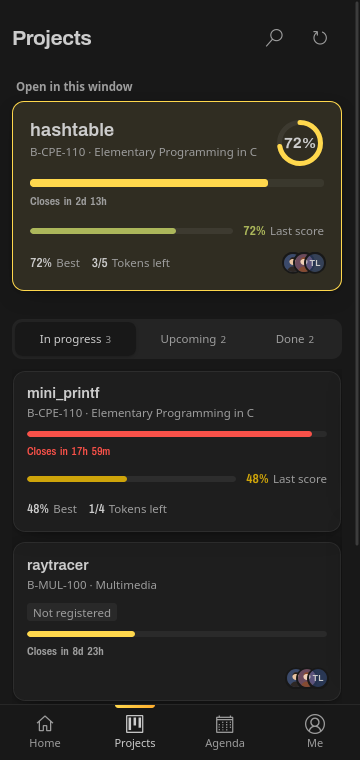 Projects
Open in this window
hashtable
B-CPE-110 · Elementary Programming in C
72%
Closes in 2d 13h
72% Last score
72% Best 3/5 Tokens left
TL
In progress 3 Upcoming 2 Done 2
mini_printf
B-CPE-110 · Elementary Programming in C
Closes in 17h 59m
48% Last score
48% Best 1/4 Tokens left
raytracer
B-MUL-100 · Multimedia
Not registered
Closes in 8d 23h
TL
Home Projects Agenda Me